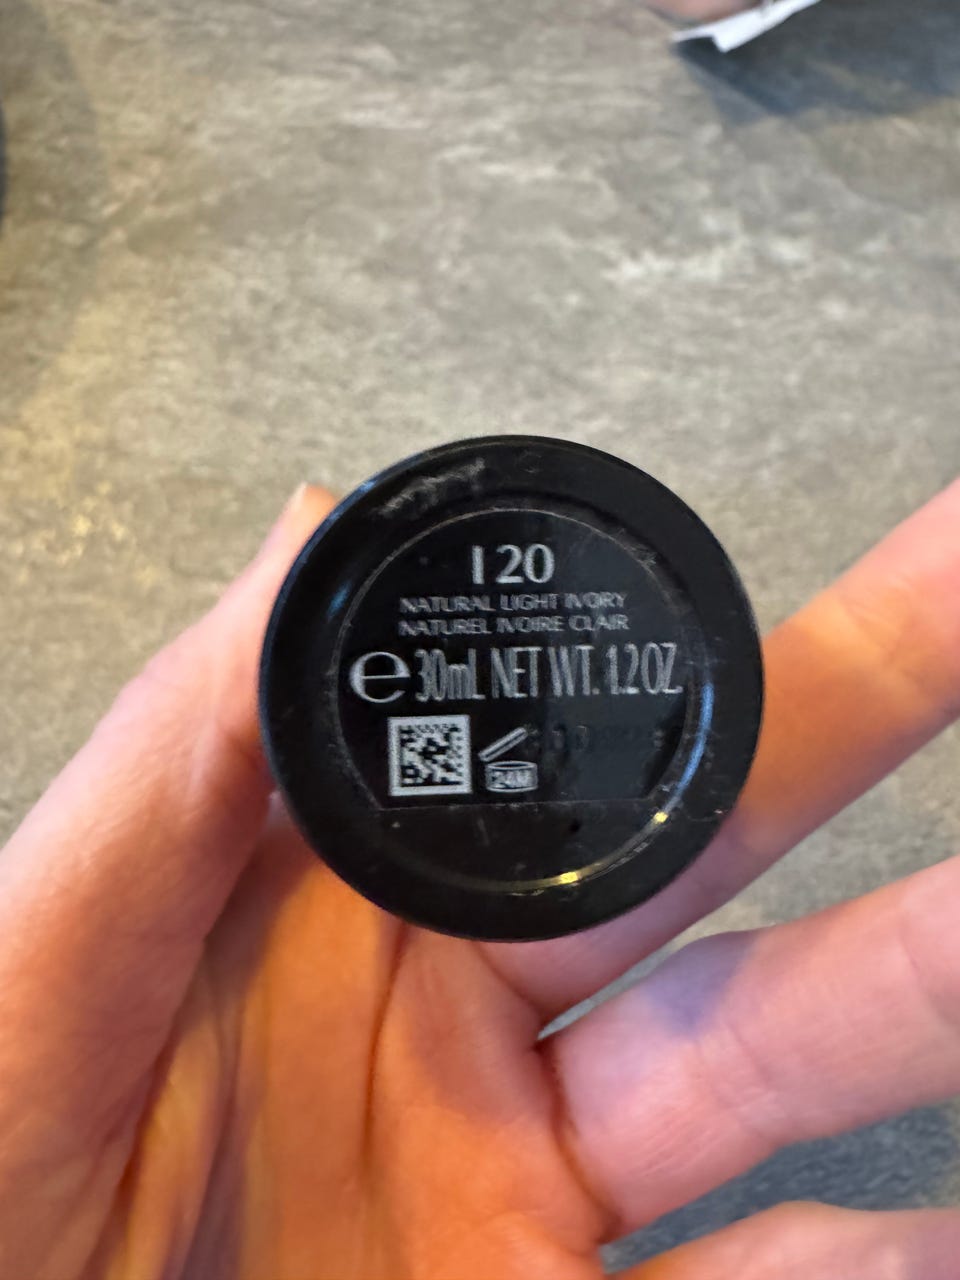 120
NATURAL LIGHT IVORY
NATUREL IVOIRE CLAIR
e 30mL NET WT. 1.2 OZ.
24M